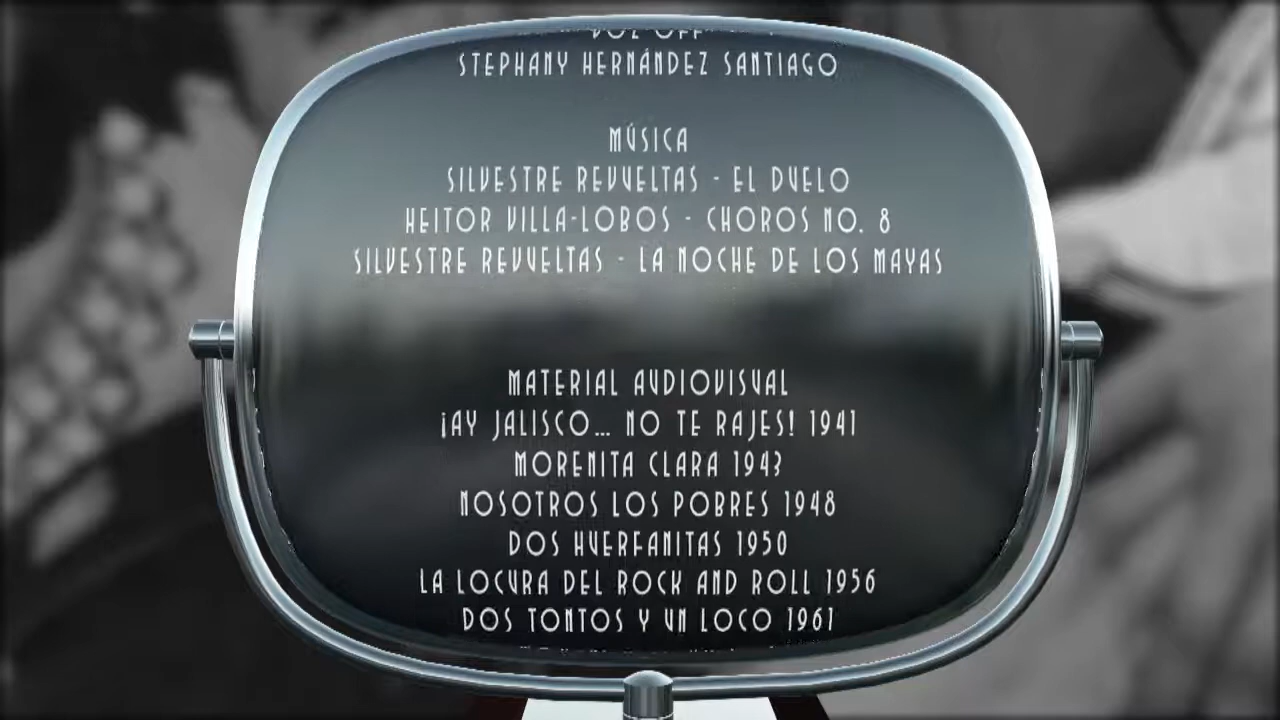 VOZ OFF
STEPHANY HERNÁNDEZ SANTIAGO
MÚSICA
SILVESTRE REVUELTAS - EL DUELO
HEITOR VILLA-LOBOS - CHOROS NO. 8
SILVESTRE REVUELTAS - LA NOCHE DE LOS MAYAS
MATERIAL AUDIOVISUAL
¡AY JALISCO... NO TE RAJES! 1941
MORENITA CLARA 1943
NOSOTROS LOS POBRES 1948
DOS HUERFANITAS 1950
LA LOCURA DEL ROCK AND ROLL 1956
DOS TONTOS Y UN LOCO 1961